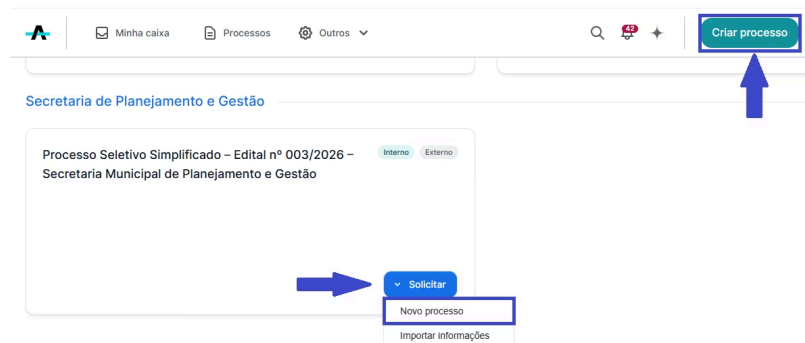 Minha caixa
Processos
Outros
42
Criar processo
Secretaria de Planejamento e Gestão
Processo Seletivo Simplificado – Edital nº 003/2026 –
Secretaria Municipal de Planejamento e Gestão
Interno
Externo
Solicitar
Novo processo
Importar informações